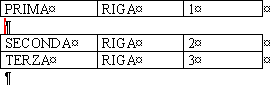 PRIMA¤ RIGA¤ 1¤ ¤
¶
SECONDA¤ RIGA¤ 2¤ ¤
TERZA¤ RIGA¤ 3¤ ¤
¶